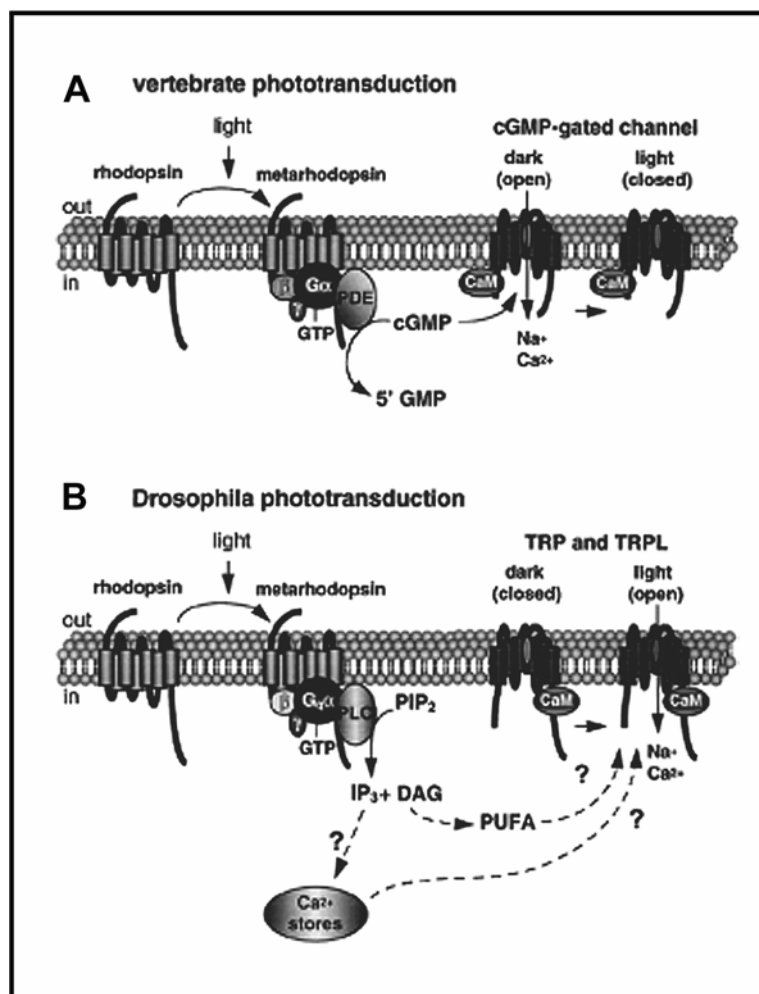 A vertebrate phototransduction
light
cGMP-gated channel
rhodopsin
metarhodopsin
dark
(open)
light
(closed)
out
in
β
γ
Gα
GTP
PDE
cGMP
5' GMP
CaM
CaM
Na+
Ca2+
B Drosophila phototransduction
light
TRP and TRPL
rhodopsin
metarhodopsin
dark
(closed)
light
(open)
out
in
β
γ
Gqα
GTP
PLC
PIP2
CaM
CaM
Na+
Ca2+
IP3+ DAG
PUFA
?
?
?
Ca2+
stores